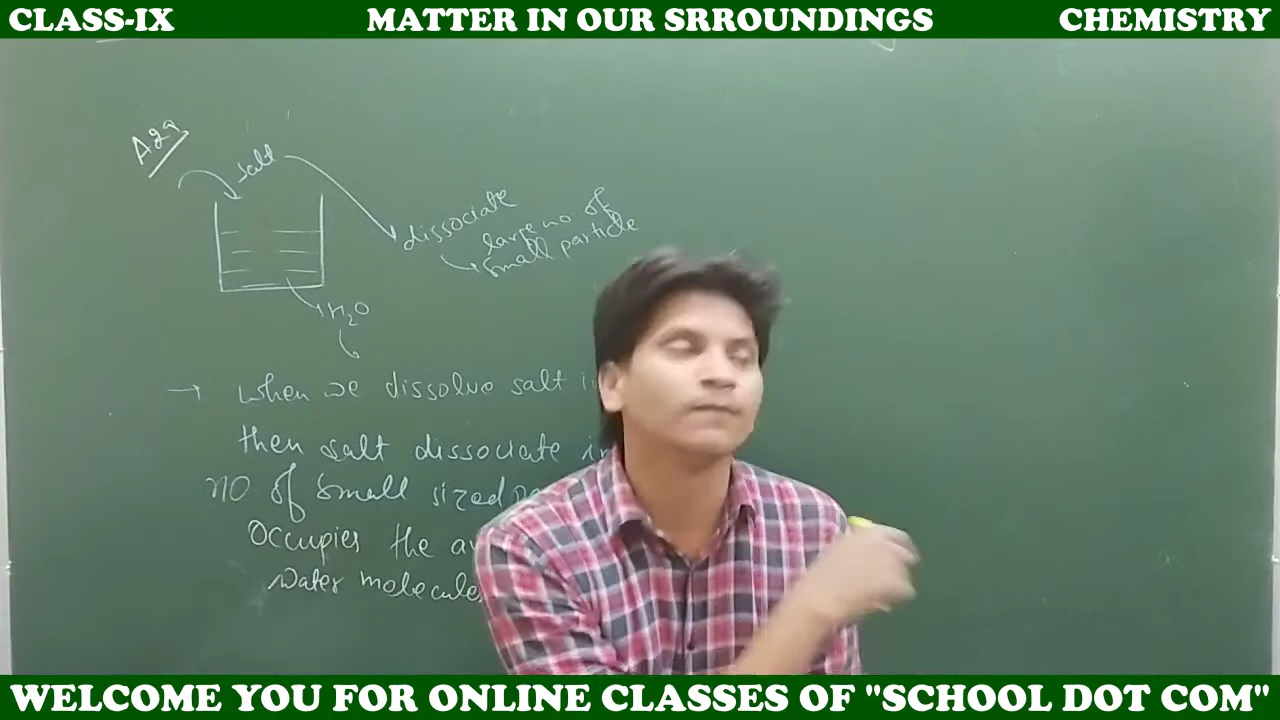 CLASS-IX MATTER IN OUR SRROUNDINGS CHEMISTRY
salt
dissociate
large no of
small particle
H₂O
→ when we dissolve salt
then salt dissociate
no of small sized
Occupies the
water molecules
WELCOME YOU FOR ONLINE CLASSES OF "SCHOOL DOT COM"